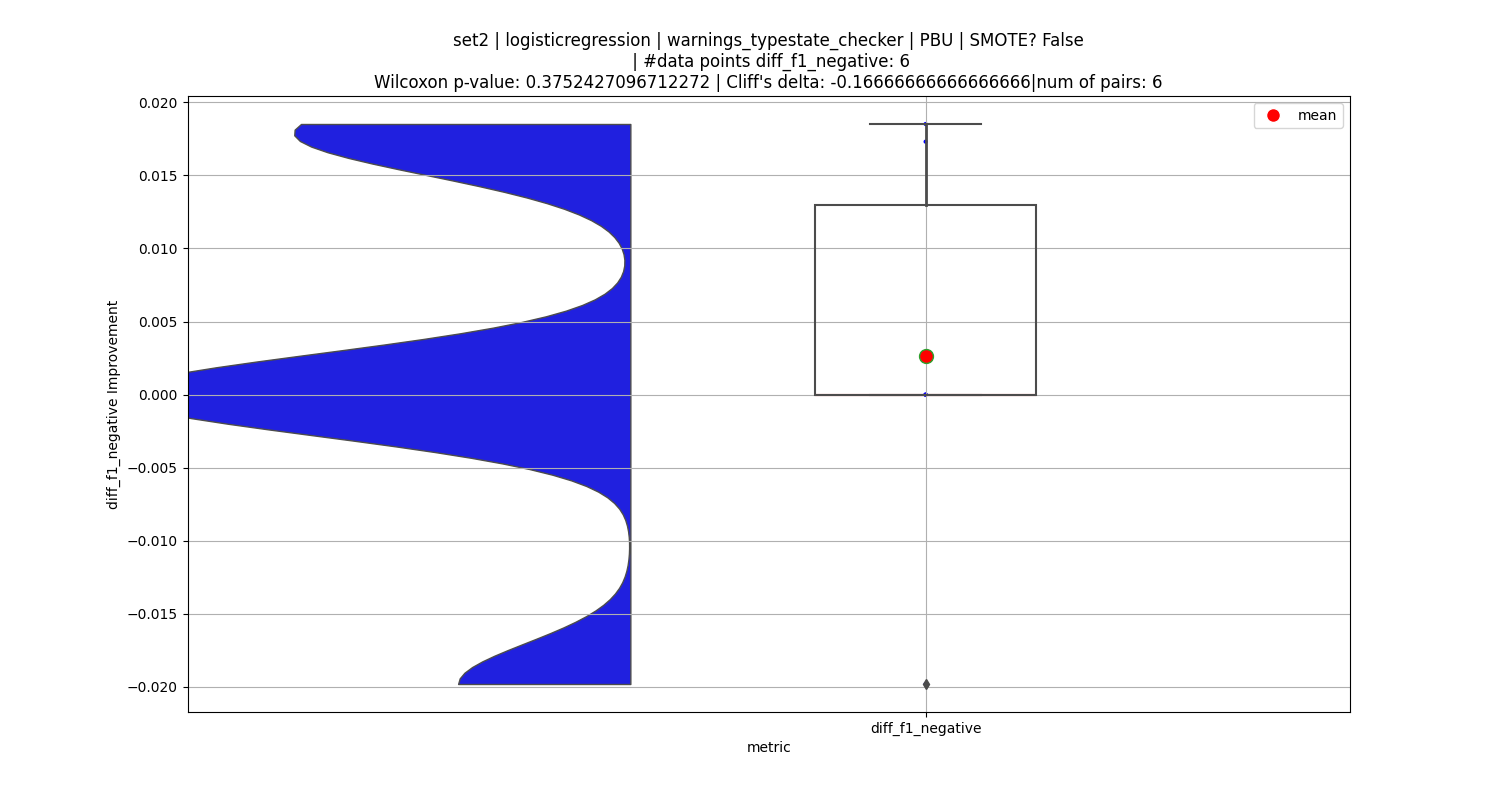 set2 | logisticregression | warnings_typestate_checker | PBU | SMOTE? False
| #data points diff_f1_negative: 6
Wilcoxon p-value: 0.3752427096712272 | Cliff's delta: -0.16666666666666666|num of pairs: 6
mean
0.020
0.015
0.010
0.005
0.000
−0.005
−0.010
−0.015
−0.020
diff_f1_negative Improvement
diff_f1_negative
metric